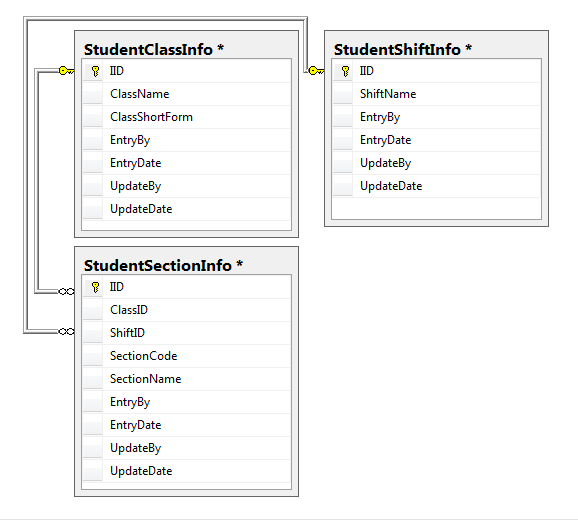 StudentClassInfo *
IID
ClassName
ClassShortForm
EntryBy
EntryDate
UpdateBy
UpdateDate
StudentShiftInfo *
IID
ShiftName
EntryBy
EntryDate
UpdateBy
UpdateDate
StudentSectionInfo *
IID
ClassID
ShiftID
SectionCode
SectionName
EntryBy
EntryDate
UpdateBy
UpdateDate